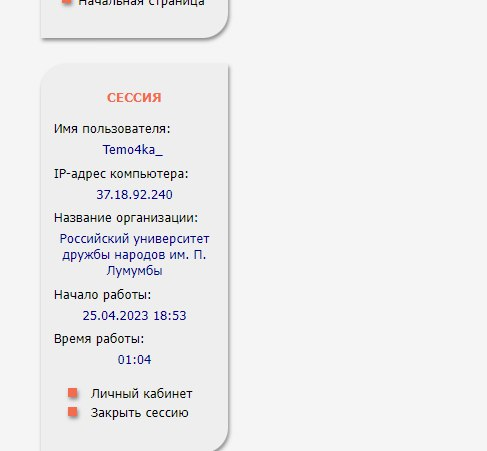 Начальная страница
СЕССИЯ
Имя пользователя:
Temo4ka_
IP-адрес компьютера:
37.18.92.240
Название организации:
Российский университет
дружбы народов им. П.
Лумумбы
Начало работы:
25.04.2023 18:53
Время работы:
01:04
Личный кабинет
Закрыть сессию